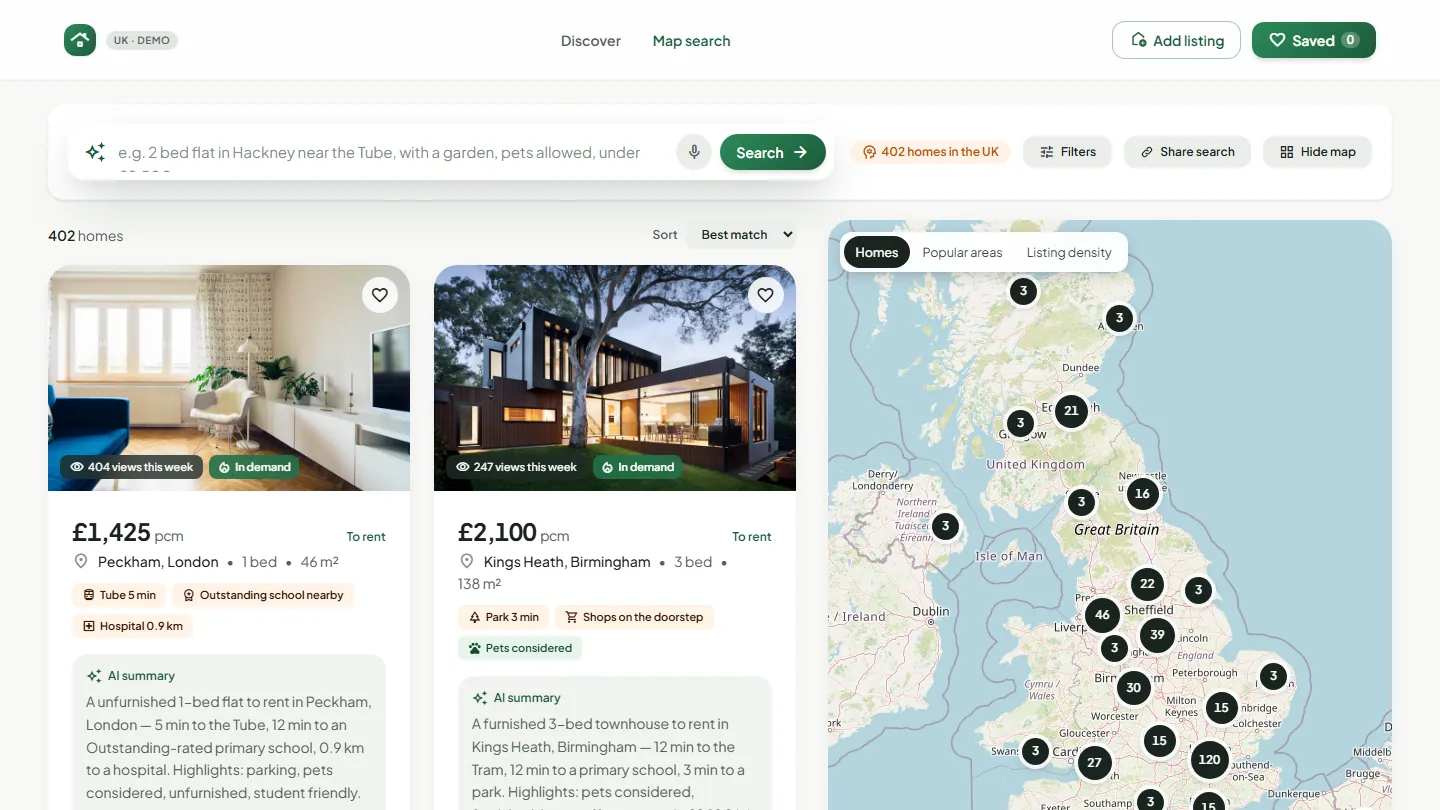 UK · DEMO
Discover
Map search
Add listing
Saved 0
e.g. 2 bed flat in Hackney near the Tube, with a garden, pets allowed, under
Search
402 homes in the UK
Filters
Share search
Hide map
402 homes
Sort
Best match
404 views this week
In demand
£1,425 pcm
To rent
Peckham, London • 1 bed • 46 m²
Tube 5 min
Outstanding school nearby
Hospital 0.9 km
AI summary
A unfurnished 1-bed flat to rent in Peckham,
London — 5 min to the Tube, 12 min to an
Outstanding-rated primary school, 0.9 km
to a hospital. Highlights: parking, pets
considered, unfurnished, student friendly.
247 views this week
In demand
£2,100 pcm
To rent
Kings Heath, Birmingham • 3 bed •
138 m²
Park 3 min
Shops on the doorstep
Pets considered
AI summary
A furnished 3-bed townhouse to rent in
Kings Heath, Birmingham — 12 min to the
Tram, 12 min to a primary school, 3 min to a
park. Highlights: pets considered,
Homes
Popular areas
Listing density
3
3
Dundee
21
3
United Kingdom
Derry/
Londonderry
Northern
Ireland
3
3
16
Great Britain
Isle of Man
22
3
Dublin
/ Ireland
46
Sheffield
39
3
England
Peterborough
3
Cymru /
Wales
30
Milton
Keynes
15
Worcester
Colchester
Gloucester
15
3
27
120
Middelb
Brugge
Dunkerque
Exeter
3
15